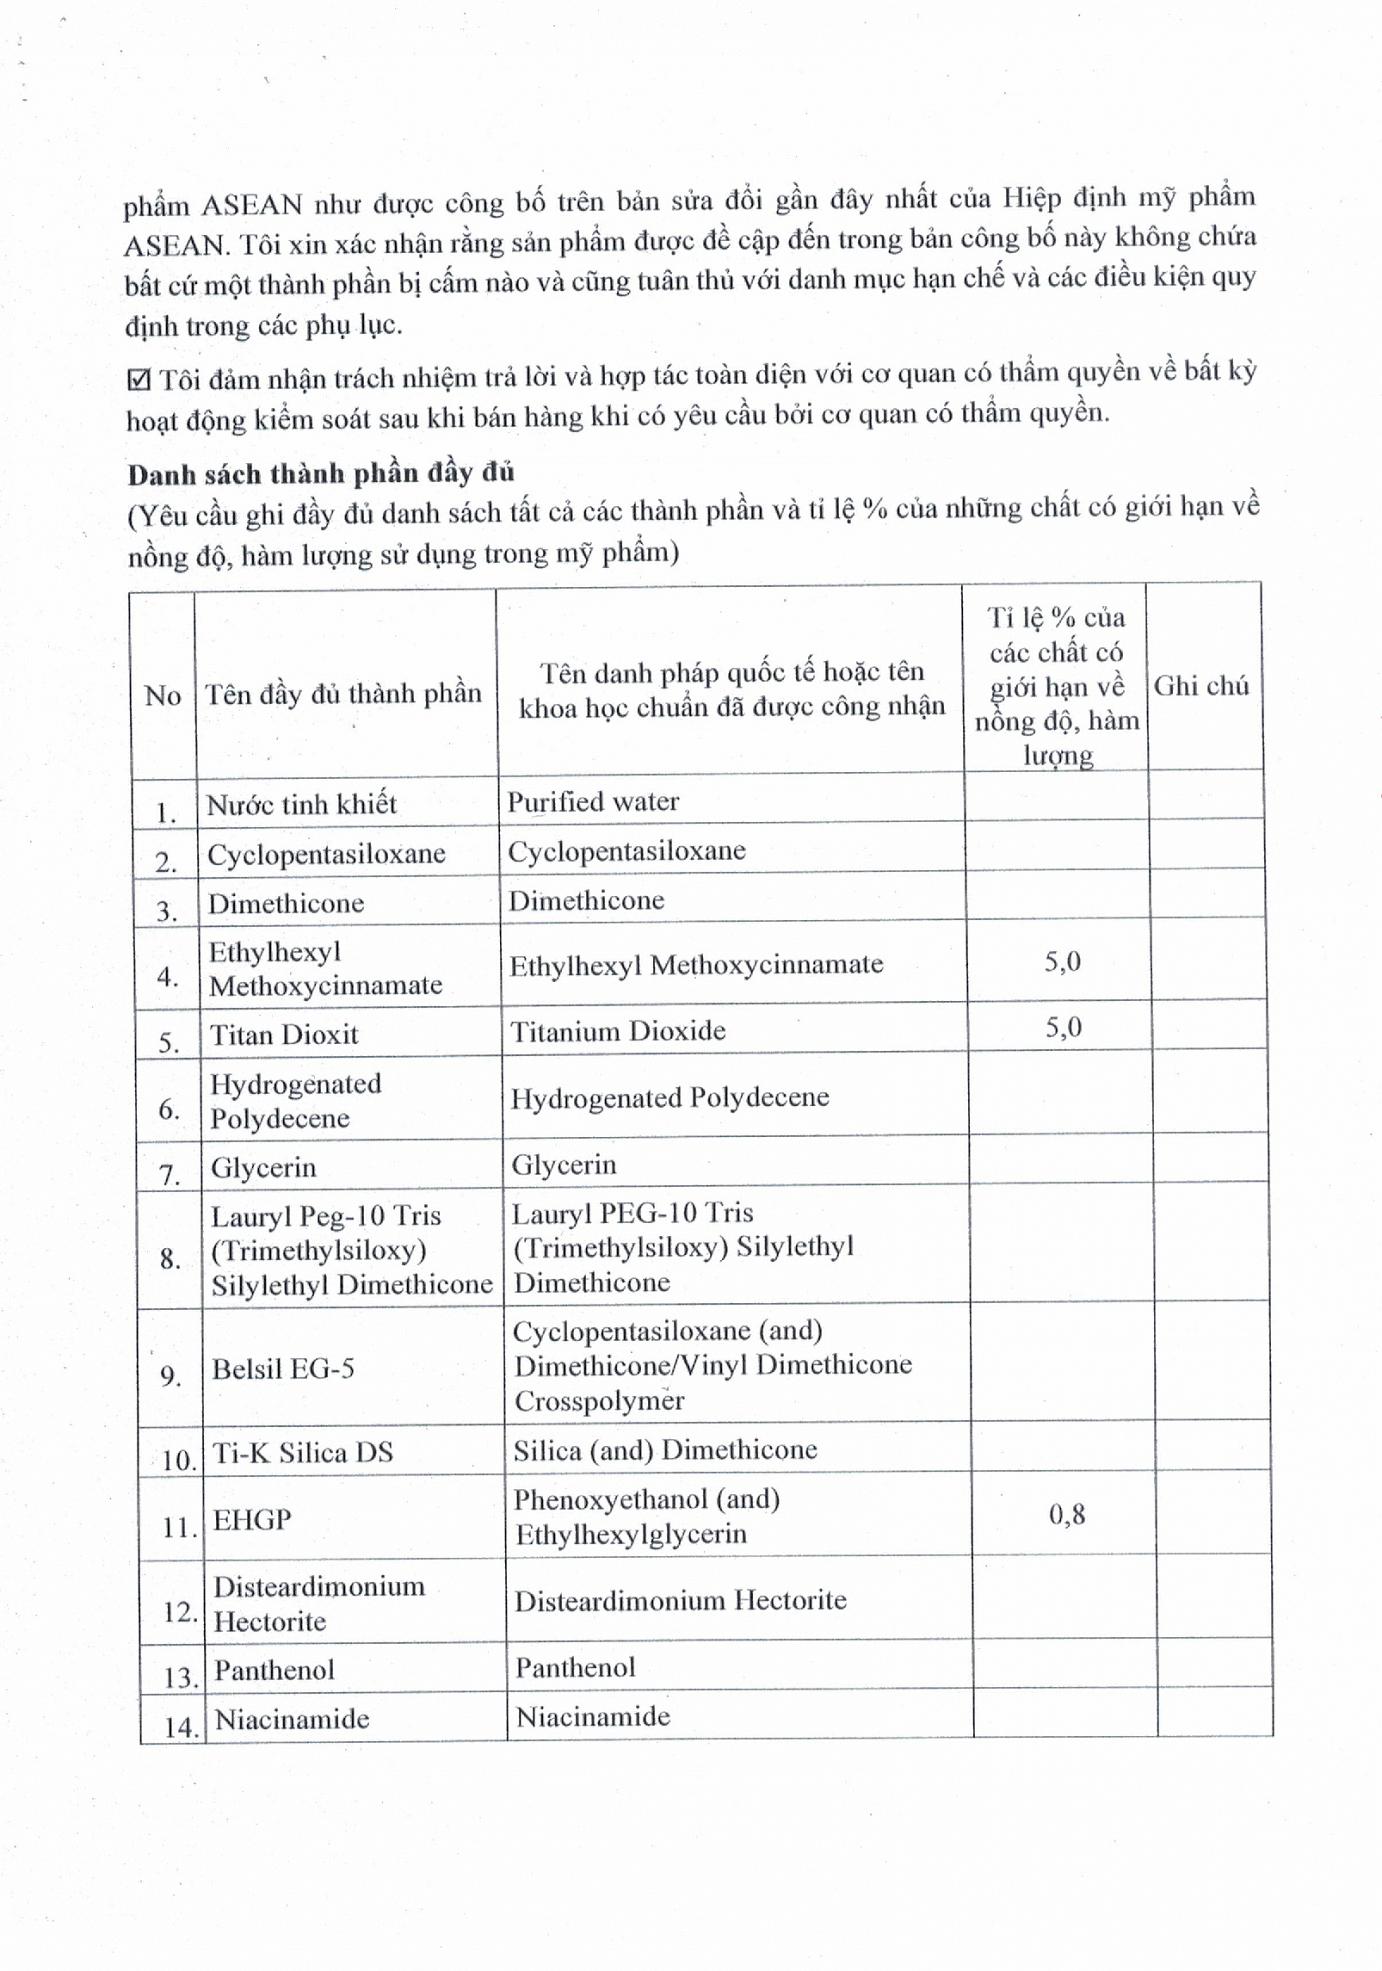 phẩm ASEAN như được công bố trên bản sửa đổi gần đây nhất của Hiệp định mỹ phẩm
ASEAN. Tôi xin xác nhận rằng sản phẩm được đề cập đến trong bản công bố này không chứa
bất cứ một thành phần bị cấm nào và cũng tuân thủ với danh mục hạn chế và các điều kiện quy
định trong các phụ lục.
☑ Tôi đảm nhận trách nhiệm trả lời và hợp tác toàn diện với cơ quan có thẩm quyền về bất kỳ
hoạt động kiểm soát sau khi bán hàng khi có yêu cầu bởi cơ quan có thẩm quyền.
Danh sách thành phần đầy đủ
(Yêu cầu ghi đầy đủ danh sách tất cả các thành phần và tỉ lệ % của những chất có giới hạn về
nồng độ, hàm lượng sử dụng trong mỹ phẩm)
No
Tên đầy đủ thành phần
Tên danh pháp quốc tế hoặc tên
khoa học chuẩn đã được công nhận
Tỉ lệ % của
các chất có
giới hạn về
nồng độ, hàm
lượng
Ghi chú
1. Nước tinh khiết Purified water
2. Cyclopentasiloxane Cyclopentasiloxane
3. Dimethicone Dimethicone
4.
Ethylhexyl
Methoxycinnamate
Ethylhexyl Methoxycinnamate
5,0
5. Titan Dioxit Titanium Dioxide 5,0
6.
Hydrogenated
Polydecene
Hydrogenated Polydecene
7. Glycerin Glycerin
8.
Lauryl Peg-10 Tris
(Trimethylsiloxy)
Silylethyl Dimethicone
Lauryl PEG-10 Tris
(Trimethylsiloxy) Silylethyl
Dimethicone
9.
Belsil EG-5
Cyclopentasiloxane (and)
Dimethicone/Vinyl Dimethicone
Crosspolymer
10. Ti-K Silica DS Silica (and) Dimethicone
11.
EHGP
Phenoxyethanol (and)
Ethylhexylglycerin
0,8
12.
Disteardimonium
Hectorite
Disteardimonium Hectorite
13. Panthenol Panthenol
14. Niacinamide Niacinamide